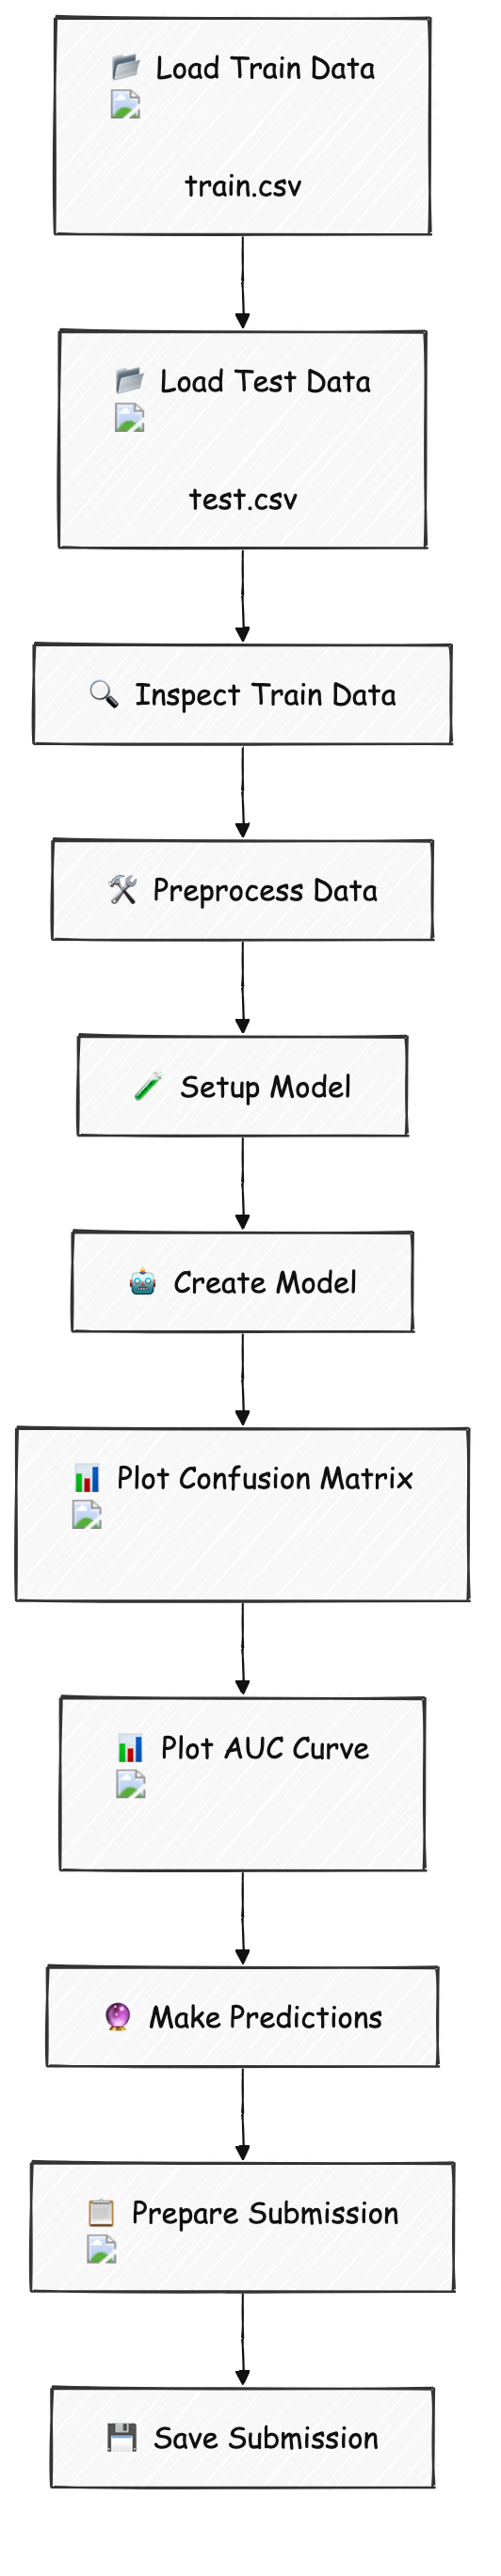 Load Train Data
train.csv
Load Test Data
test.csv
Inspect Train Data
Preprocess Data
Setup Model
Create Model
Plot Confusion Matrix
Plot AUC Curve
Make Predictions
Prepare Submission
Save Submission